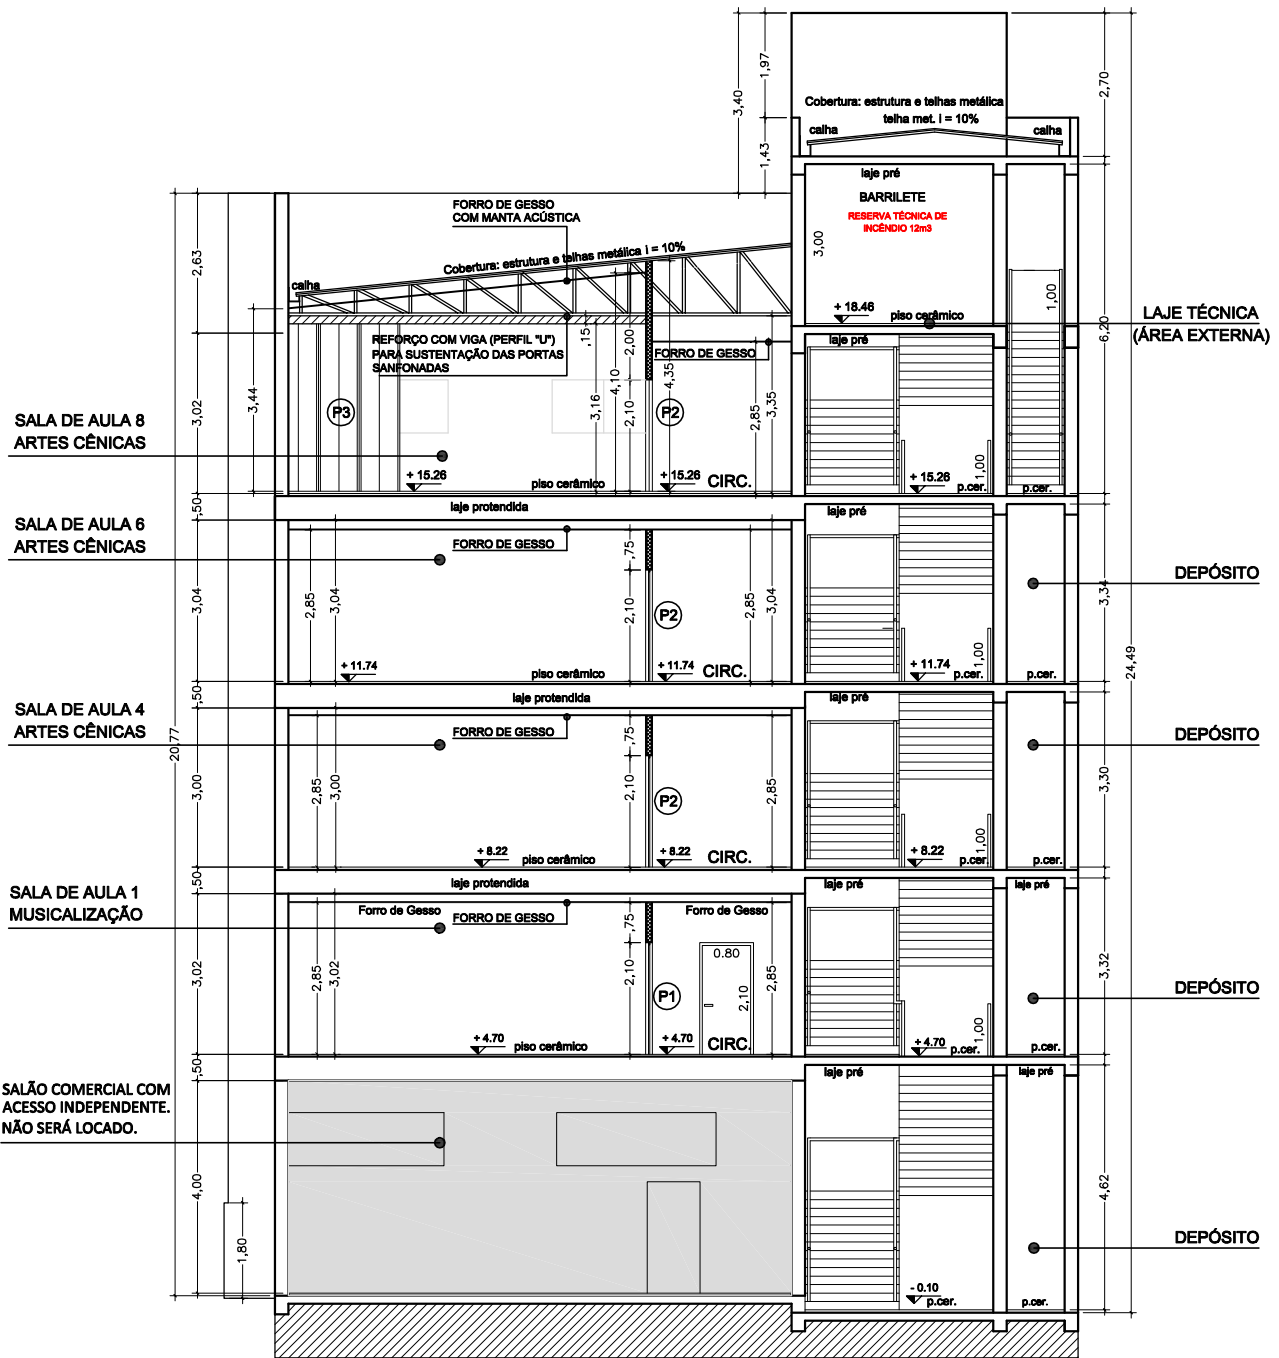 3,40
1,97
1,43
2,70
Cobertura: estrutura e telhas metálica
telha met. i = 10%
calha
calha
laje pré
BARRILETE
RESERVA TÉCNICA DE
INCÊNDIO 12m3
3,00
+ 18.46
piso cerâmico
1,00
6,20
LAJE TÉCNICA
(ÁREA EXTERNA)
FORRO DE GESSO
COM MANTA ACÚSTICA
2,63
Cobertura: estrutura e telhas metálica i = 10%
calha
REFORÇO COM VIGA (PERFIL "U")
PARA SUSTENTAÇÃO DAS PORTAS
SANFONADAS
,15
2,00
4,10
4,35
FORRO DE GESSO
laje pré
3,44
3,02
P3
3,16
2,10
P2
2,85
3,35
SALA DE AULA 8
ARTES CÊNICAS
+ 15.26
piso cerâmico
+ 15.26
CIRC.
+ 15.26
1,00
p.cer.
p.cer.
,50
laje protendida
laje pré
SALA DE AULA 6
ARTES CÊNICAS
FORRO DE GESSO
,75
DEPÓSITO
3,04
2,85
3,04
2,10
P2
2,85
3,04
3,34
+ 11.74
piso cerâmico
+ 11.74
CIRC.
+ 11.74
1,00
p.cer.
p.cer.
24,49
,50
laje protendida
laje pré
SALA DE AULA 4
ARTES CÊNICAS
FORRO DE GESSO
,75
DEPÓSITO
20,77
3,00
2,85
3,00
2,10
P2
2,85
3,30
+ 8.22
piso cerâmico
+ 8.22
CIRC.
+ 8.22
1,00
p.cer.
p.cer.
,50
laje protendida
laje pré
laje pré
SALA DE AULA 1
MUSICALIZAÇÃO
Forro de Gesso
FORRO DE GESSO
,75
Forro de Gesso
3,02
2,85
3,02
2,10
P1
0.80
2,10
2,85
3,32
DEPÓSITO
+ 4.70
piso cerâmico
+ 4.70
CIRC.
+ 4.70
1,00
p.cer.
p.cer.
,50
laje pré
laje pré
SALÃO COMERCIAL COM
ACESSO INDEPENDENTE.
NÃO SERÁ LOCADO.
4,00
4,62
1,80
DEPÓSITO
- 0.10
p.cer.
p.cer.